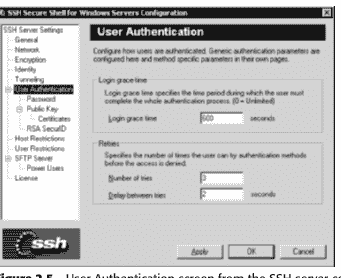 SSH Secure Shell for Windows Servers Configuration
SSH Server Settings
General
Network
Encryption
Identity
Tunneling
User Authentication
Password
Public Key
Certificates
RSA SecurID
Host Restrictions
User Restrictions
SFTP Server
Power Users
License
User Authentication
Configure how users are authenticated. Generic authentication parameters are
configured here and method specific parameters in their own pages.
Login grace-time
Login grace time specifies the time period during which the user must
complete the whole authentication process. (0 = Unlimited)
Login grace time
600
seconds
Retries
Specifies the number of times the user can try authentication methods
before the access is denied.
Number of tries
3
Delay between tries
2
seconds
ssh
Apply
OK
Cancel
User Authentication screen from the SSH server